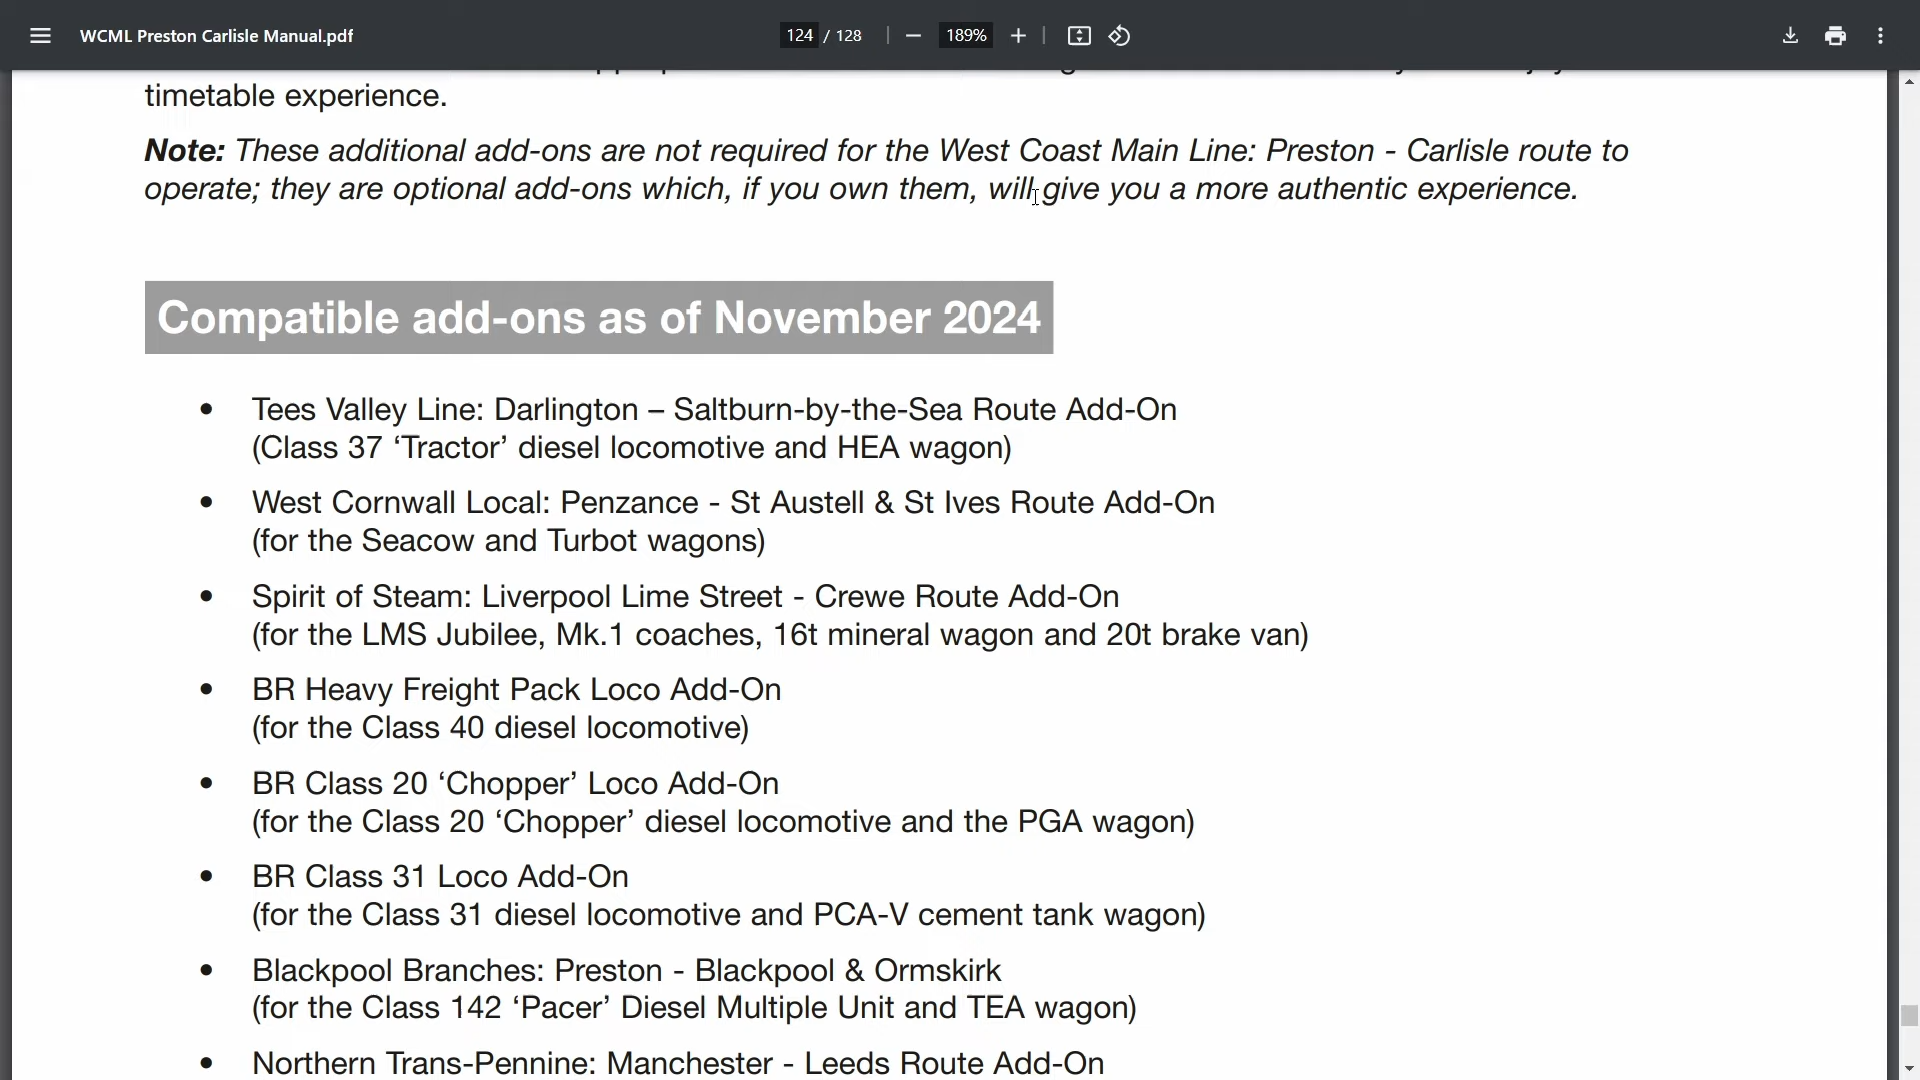 WCML Preston Carlisle Manual.pdf
124 / 128
189%
timetable experience.
Note: These additional add-ons are not required for the West Coast Main Line: Preston - Carlisle route to
operate; they are optional add-ons which, if you own them, will give you a more authentic experience.
Compatible add-ons as of November 2024
• Tees Valley Line: Darlington – Saltburn-by-the-Sea Route Add-On
(Class 37 ‘Tractor’ diesel locomotive and HEA wagon)
• West Cornwall Local: Penzance - St Austell & St Ives Route Add-On
(for the Seacow and Turbot wagons)
• Spirit of Steam: Liverpool Lime Street - Crewe Route Add-On
(for the LMS Jubilee, Mk.1 coaches, 16t mineral wagon and 20t brake van)
• BR Heavy Freight Pack Loco Add-On
(for the Class 40 diesel locomotive)
• BR Class 20 ‘Chopper’ Loco Add-On
(for the Class 20 ‘Chopper’ diesel locomotive and the PGA wagon)
• BR Class 31 Loco Add-On
(for the Class 31 diesel locomotive and PCA-V cement tank wagon)
• Blackpool Branches: Preston - Blackpool & Ormskirk
(for the Class 142 ‘Pacer’ Diesel Multiple Unit and TEA wagon)
• Northern Trans-Pennine: Manchester - Leeds Route Add-On